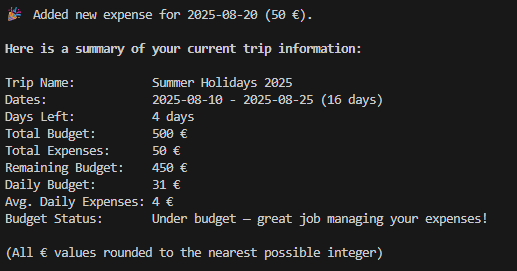 🎉 Added new expense for 2025-08-20 (50 €).
Here is a summary of your current trip information:
Trip Name: Summer Holidays 2025
Dates: 2025-08-10 - 2025-08-25 (16 days)
Days Left: 4 days
Total Budget: 500 €
Total Expenses: 50 €
Remaining Budget: 450 €
Daily Budget: 31 €
Avg. Daily Expenses: 4 €
Budget Status: Under budget — great job managing your expenses!
(All € values rounded to the nearest possible integer)